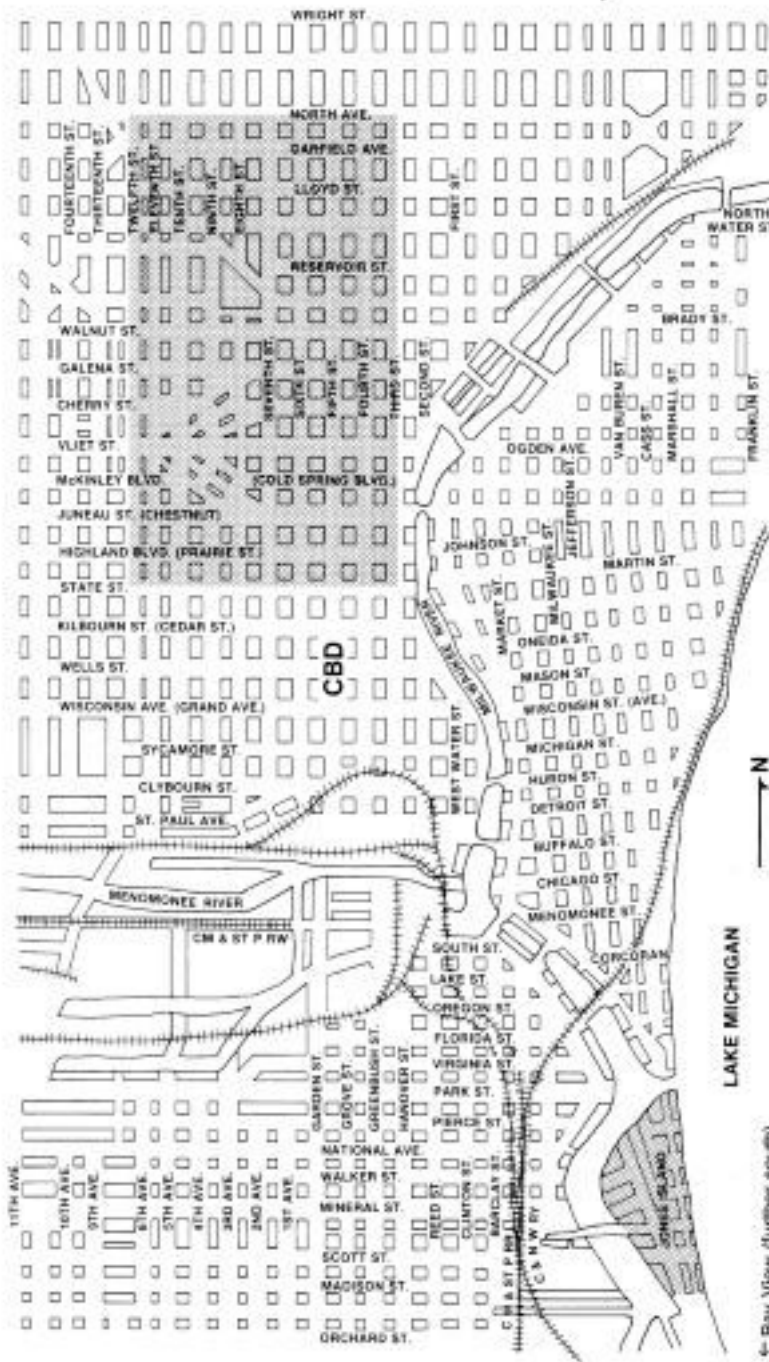 WRIGHT ST.
NORTH AVE.
GARFIELD AVE.
LLOYD ST.
FOURTEENTH ST.
THIRTEENTH ST.
TWELFTH ST.
ELEVENTH ST
TENTH ST.
NINTH ST.
EIGHTH ST.
FIRST ST.
NORTH
WATER ST.
RESERVOIR ST.
WALNUT ST.
BRADY ST.
GALENA ST.
SEVENTH ST.
SIXTH ST.
FIFTH ST.
FOURTH ST.
THIRD ST.
SECOND ST.
VAN BUREN ST.
CASS ST.
MARSHALL ST.
FRANKLIN ST.
CHERRY ST.
VLIET ST.
OGDEN AVE.
McKINLEY BLVD.
(COLD SPRING BLVD.)
JUNEAU ST. (CHESTNUT)
JEFFERSON ST.
MILWAUKEE ST.
JOHNSON ST.
HIGHLAND BLVD. (PRAIRIE ST.)
MARTIN ST.
STATE ST.
MARKET ST.
KILBOURN ST. (CEDAR ST.)
MILWAUKEE RIVER
ONEIDA ST.
WELLS ST.
CBD
MASON ST
WISCONSIN AVE. (GRAND AVE.)
WISCONSIN ST. (AVE.)
SYCAMORE ST.
WEST WATER ST.
MICHIGAN ST.
CLYBOURN ST.
HURON ST.
N
ST. PAUL AVE.
DETROIT ST.
BUFFALO ST.
CHICAGO ST.
MENOMONEE RIVER
MENOMONEE ST.
CM & ST P RW
SOUTH ST.
CORCORAN
LAKE ST.
OREGON ST.
LAKE MICHIGAN
FLORIDA ST.
VIRGINIA ST.
GARDEN ST.
GROVE ST.
GREENBUSH ST.
HANOVER ST.
PARK ST.
PIERCE ST.
NATIONAL AVE.
11TH AVE.
10TH AVE.
9TH AVE.
6TH AVE.
5TH AVE.
4TH AVE.
3RD AVE.
2ND AVE.
1ST AVE.
WALKER ST.
REED ST.
CLINTON ST.
BARCLAY ST.
C M & ST P RR
C & N W Ry
JONES ISLAND
MINERAL ST.
SCOTT ST.
MADISON ST.
ORCHARD ST.
Bay View (further south)